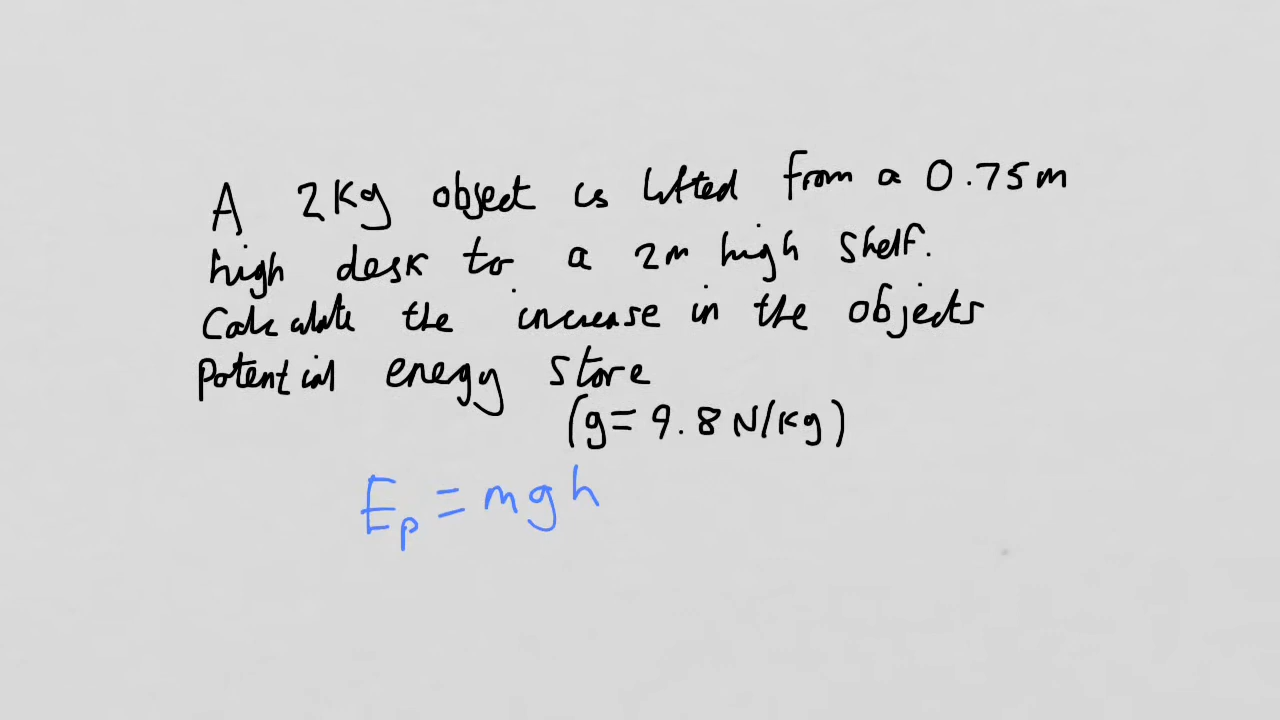 A 2Kg object is lifted from a 0.75m
high desk to a 2m high shelf.
Calculate the increase in the objects
potential energy store
(g= 9.8 N/Kg)
Ep = mgh